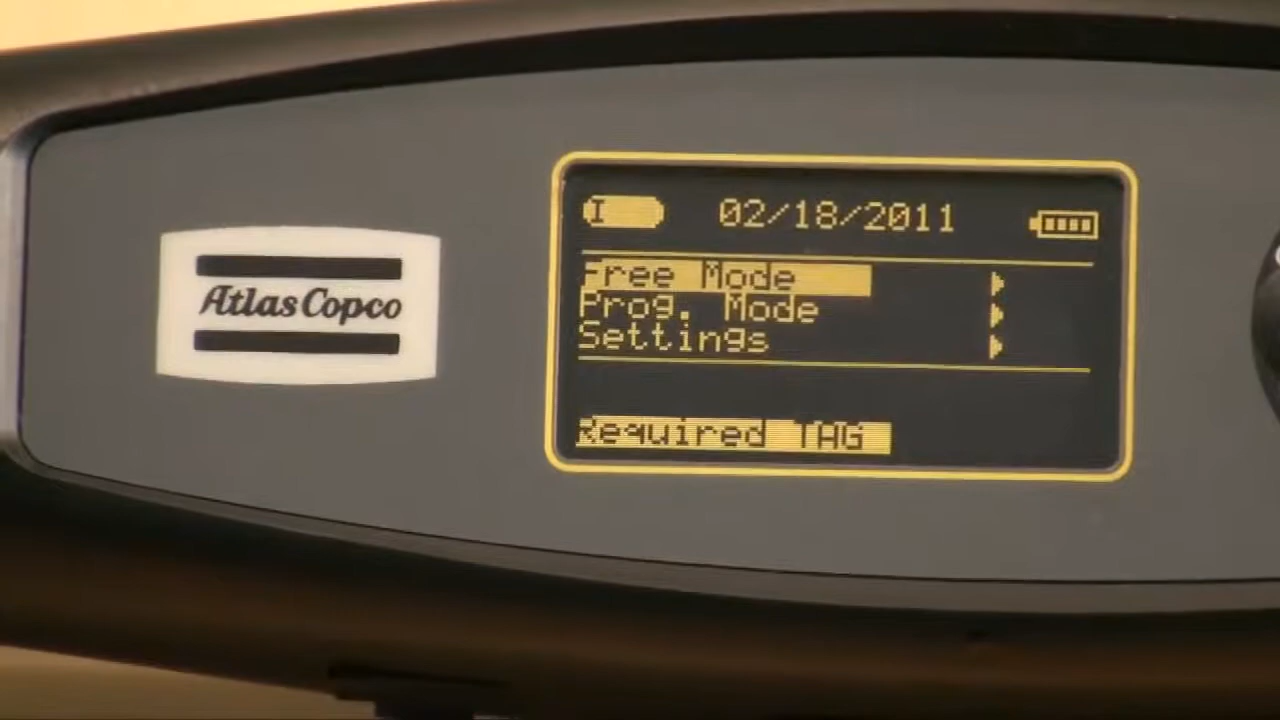 Atlas Copco
I 02/18/2011
Free Mode
Prog. Mode
Settings
Required TAG